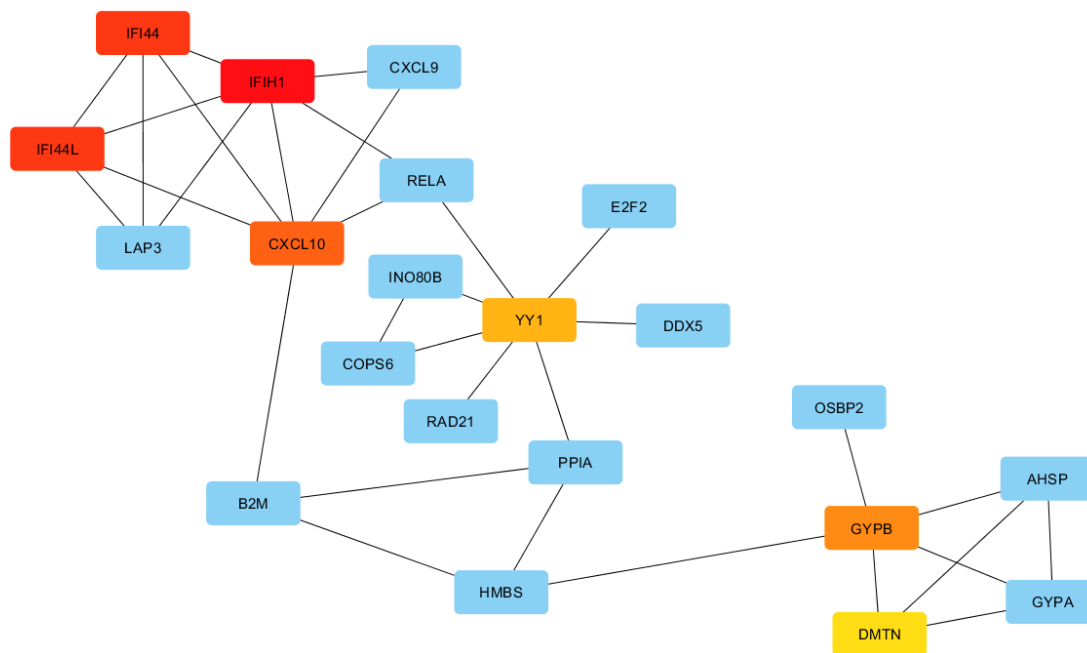 IFI44
IFIH1
CXCL9
IFI44L
RELA
E2F2
LAP3
CXCL10
INO80B
YY1
DDX5
COPS6
RAD21
OSBP2
PPIA
AHSP
B2M
GYPB
HMBS
GYPA
DMTN